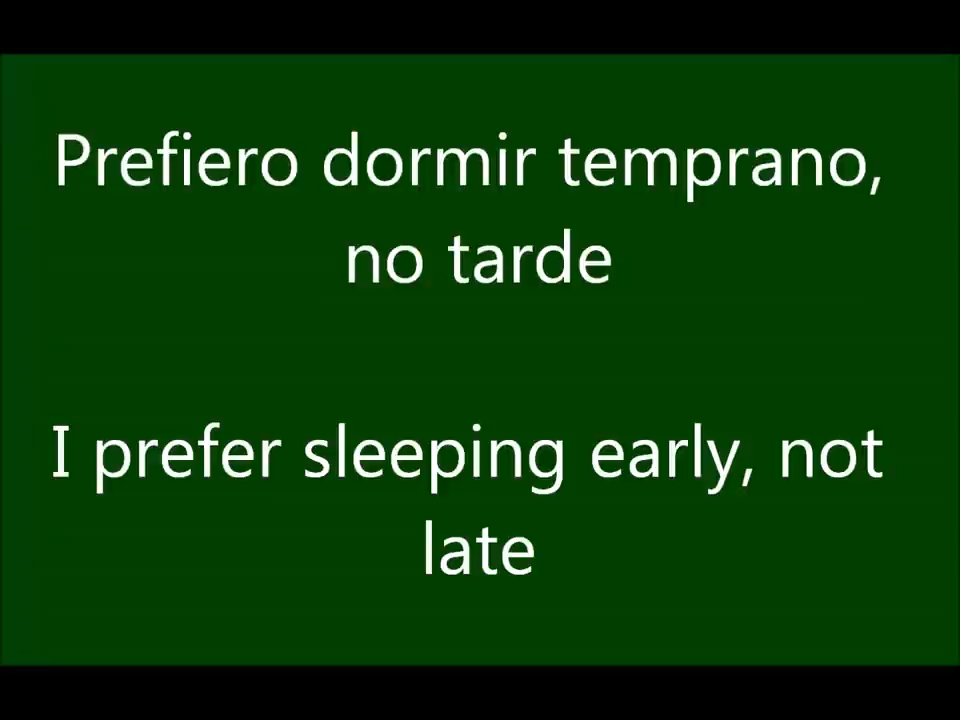 Prefiero dormir temprano,
no tarde
I prefer sleeping early, not
late